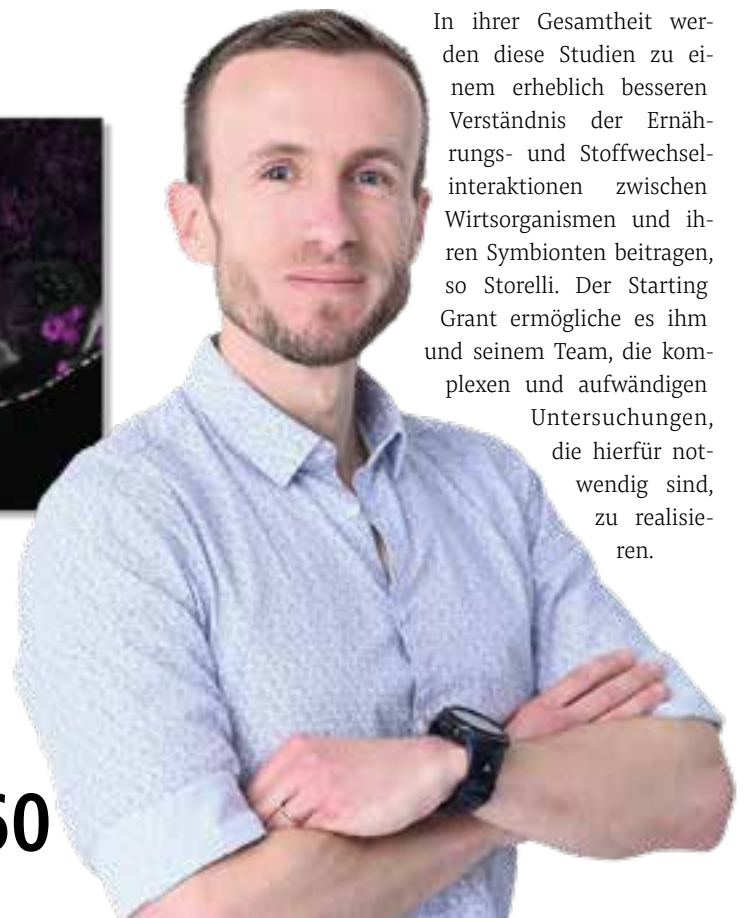 In ihrer Gesamtheit wer-
den diese Studien zu ei-
nem erheblich besseren
Verständnis der Ernäh-
rungs- und Stoffwechsel-
interaktionen zwischen
Wirtsorganismen und ih-
ren Symbionten beitragen,
so Storelli. Der Starting
Grant ermögliche es ihm
und seinem Team, die kom-
plexen und aufwändigen
Untersuchungen,
die hierfür not-
wendig sind,
zu realisie-
ren.
60